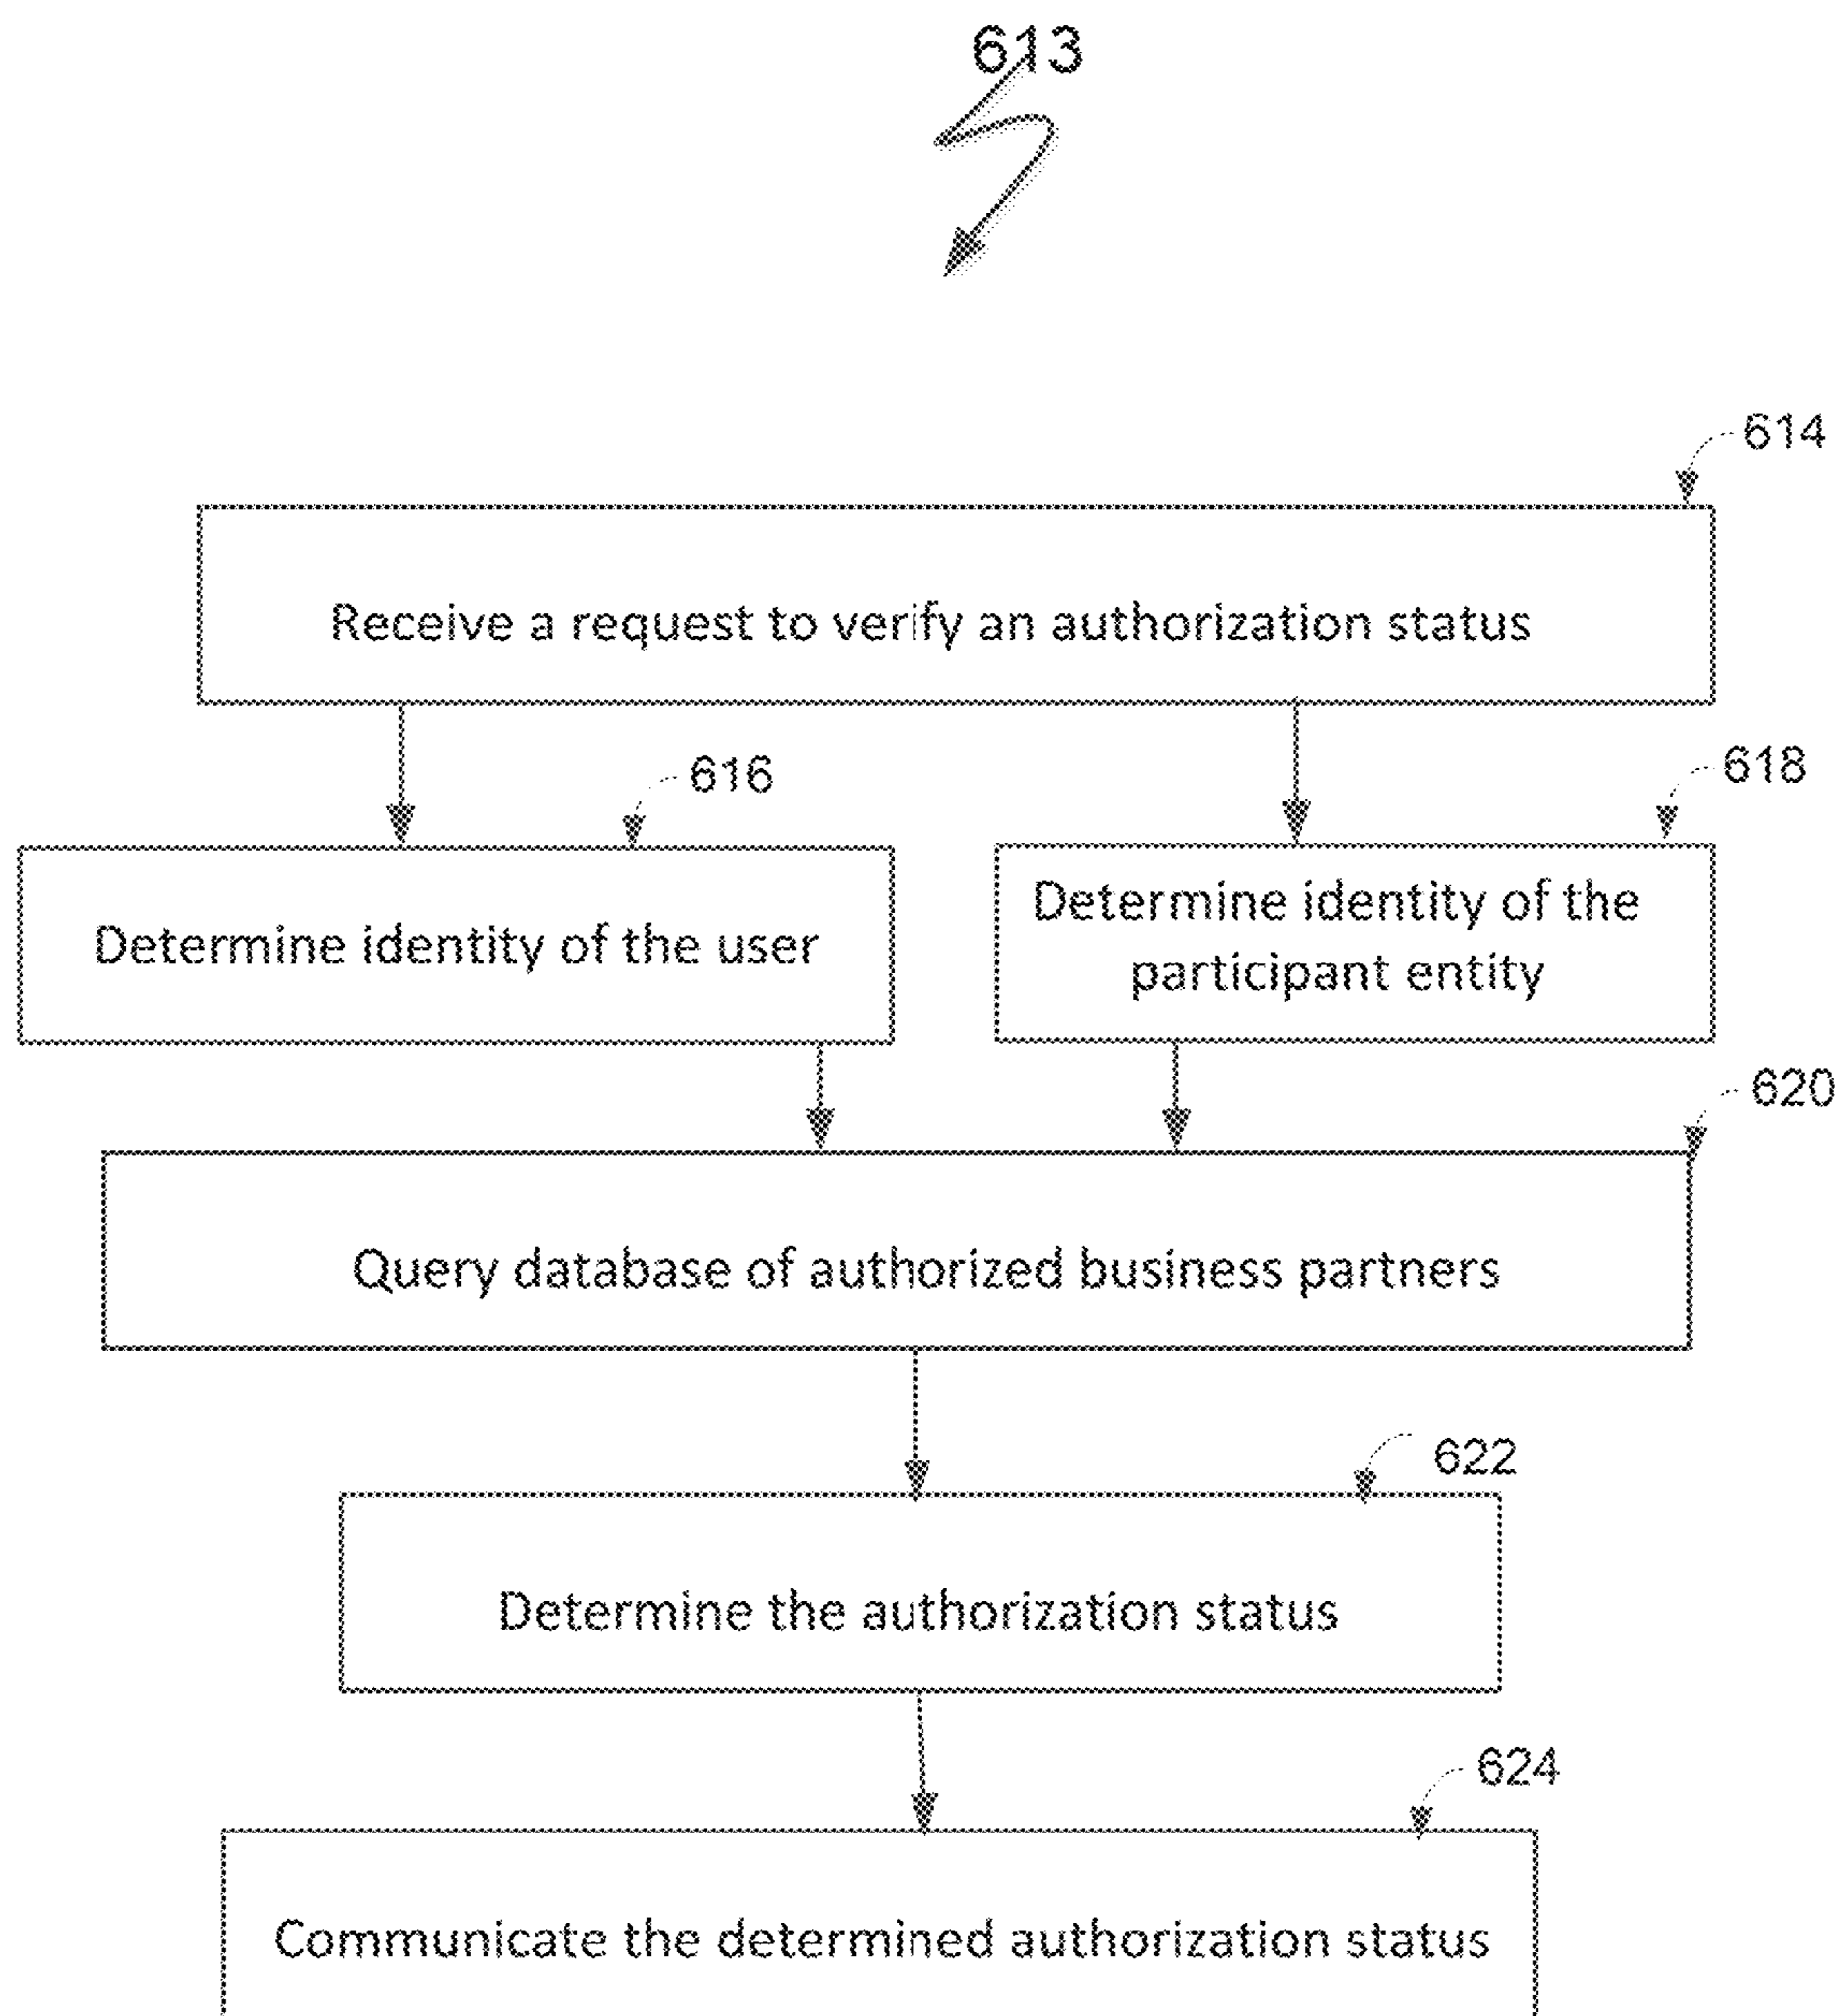 613
614
Receive a request to verify an authorization status
616
618
Determine identity of the user
Determine identity of the
participant entity
620
Query database of authorized business partners
622
Determine the authorization status
624
Communicate the determined authorization status